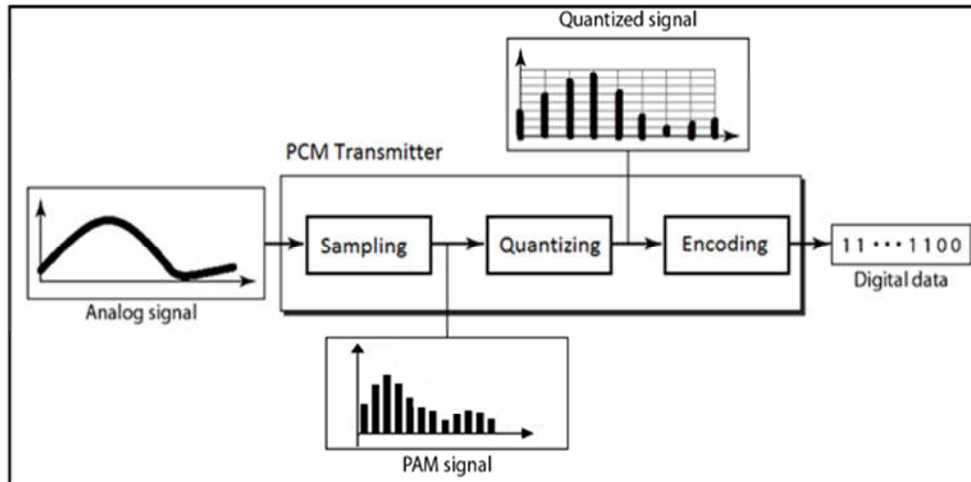 Quantized signal
PCM Transmitter
Sampling
Quantizing
Encoding
11 ··· 1100
Digital data
Analog signal
PAM signal